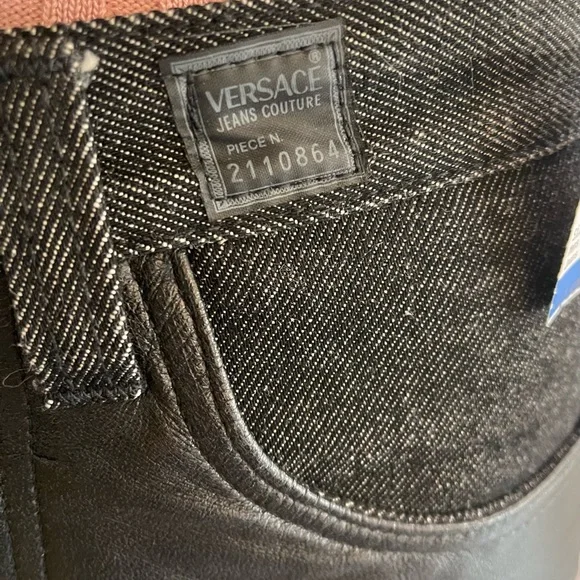 VERSACE®
JEANS COUTURE
PIECE N.
2110864